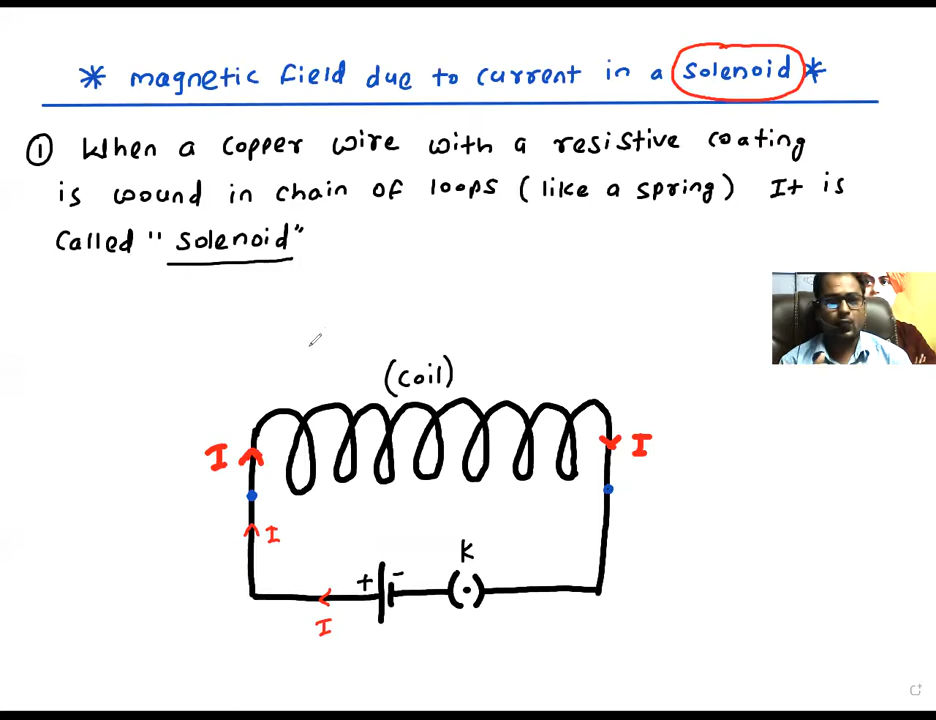 * magnetic field due to current in a solenoid *
① When a copper wire with a resistive coating
is wound in chain of loops (like a spring) It is
called "solenoid"
(coil)
I
I
I
K
+ -
I